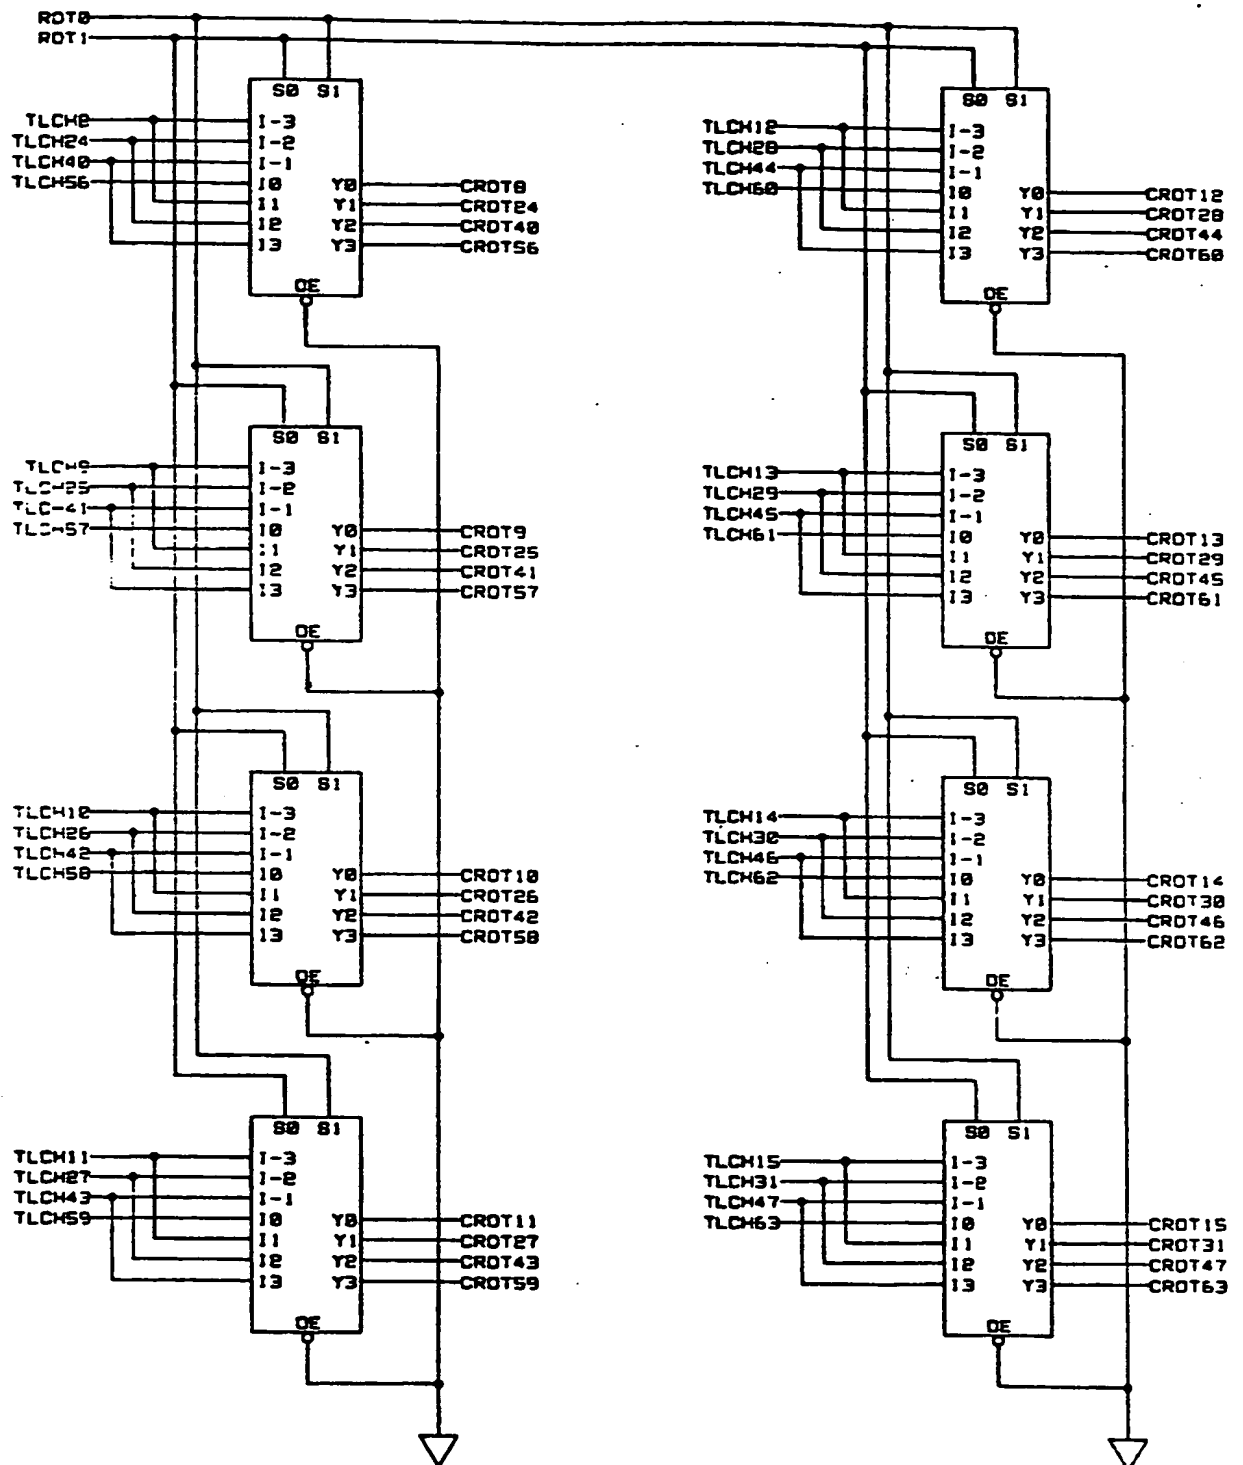 ROT0
ROT1
S0 S1
TLCH8
TLCH24
TLCH40
TLCH56
I-3
I-2
I-1
I0
I1
I2
I3
Y0
Y1
Y2
Y3
OE
CROT8
CROT24
CROT40
CROT56
S0 S1
TLCH9
TLCH25
TLCH41
TLCH57
I-3
I-2
I-1
I0
I1
I2
I3
Y0
Y1
Y2
Y3
OE
CROT9
CROT25
CROT41
CROT57
S0 S1
TLCH10
TLCH26
TLCH42
TLCH58
I-3
I-2
I-1
I0
I1
I2
I3
Y0
Y1
Y2
Y3
OE
CROT10
CROT26
CROT42
CROT58
S0 S1
TLCH11
TLCH27
TLCH43
TLCH59
I-3
I-2
I-1
I0
I1
I2
I3
Y0
Y1
Y2
Y3
OE
CROT11
CROT27
CROT43
CROT59
S0 S1
TLCH12
TLCH28
TLCH44
TLCH60
I-3
I-2
I-1
I0
I1
I2
I3
Y0
Y1
Y2
Y3
OE
CROT12
CROT28
CROT44
CROT60
S0 S1
TLCH13
TLCH29
TLCH45
TLCH61
I-3
I-2
I-1
I0
I1
I2
I3
Y0
Y1
Y2
Y3
OE
CROT13
CROT29
CROT45
CROT61
S0 S1
TLCH14
TLCH30
TLCH46
TLCH62
I-3
I-2
I-1
I0
I1
I2
I3
Y0
Y1
Y2
Y3
OE
CROT14
CROT30
CROT46
CROT62
S0 S1
TLCH15
TLCH31
TLCH47
TLCH63
I-3
I-2
I-1
I0
I1
I2
I3
Y0
Y1
Y2
Y3
OE
CROT15
CROT31
CROT47
CROT63